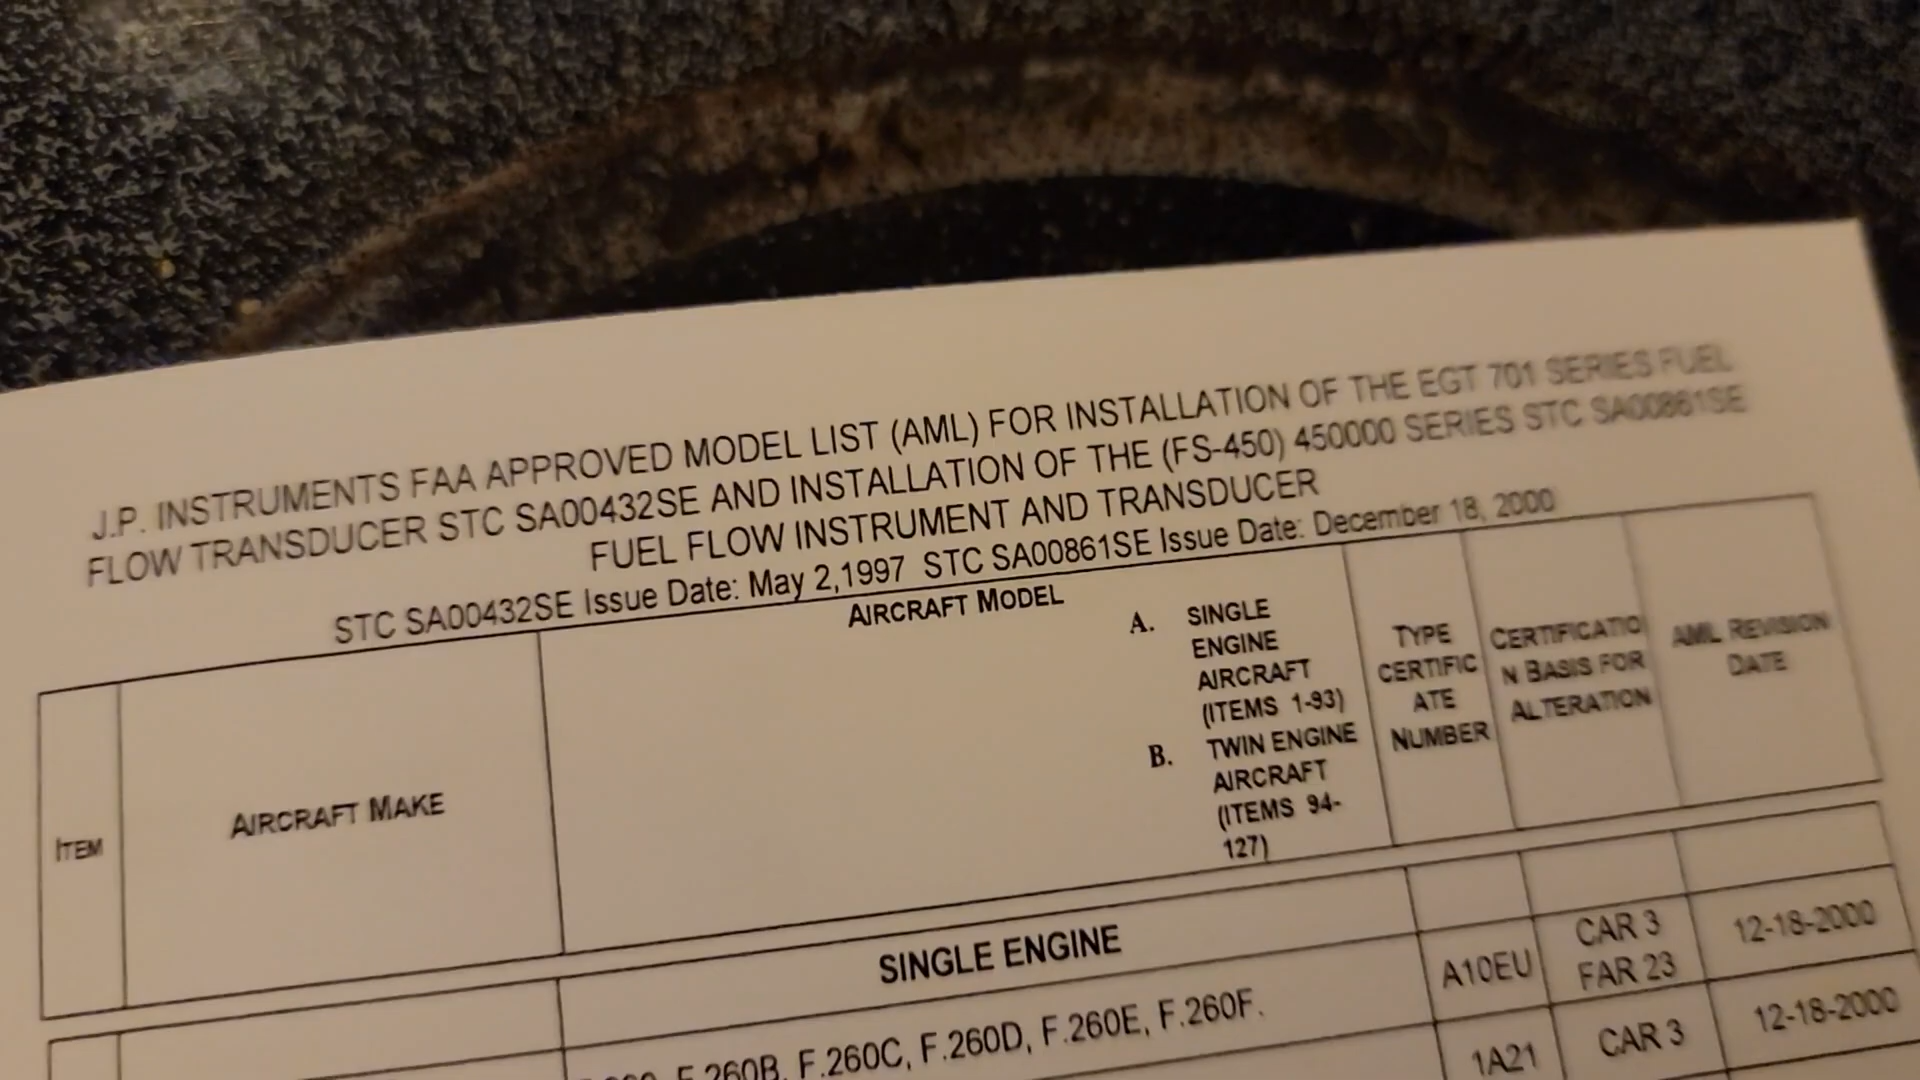 J.P. INSTRUMENTS FAA APPROVED MODEL LIST (AML) FOR INSTALLATION OF THE EGT 701 SERIES FUEL
FLOW TRANSDUCER STC SA00432SE AND INSTALLATION OF THE (FS-450) 450000 SERIES STC SA00861SE
FUEL FLOW INSTRUMENT AND TRANSDUCER
STC SA00432SE Issue Date: May 2,1997 STC SA00861SE Issue Date: December 18, 2000
ITEM
AIRCRAFT MAKE
AIRCRAFT MODEL
A. SINGLE
ENGINE
AIRCRAFT
(ITEMS 1-93)
B. TWIN ENGINE
AIRCRAFT
(ITEMS 94-
127)
TYPE
CERTIFIC
ATE
NUMBER
CERTIFICATIO
N BASIS FOR
ALTERATION
AML REVISION
DATE
SINGLE ENGINE
F.260B, F.260C, F.260D, F.260E, F.260F.
A10EU
CAR 3
FAR 23
12-18-2000
1A21
CAR 3
12-18-2000